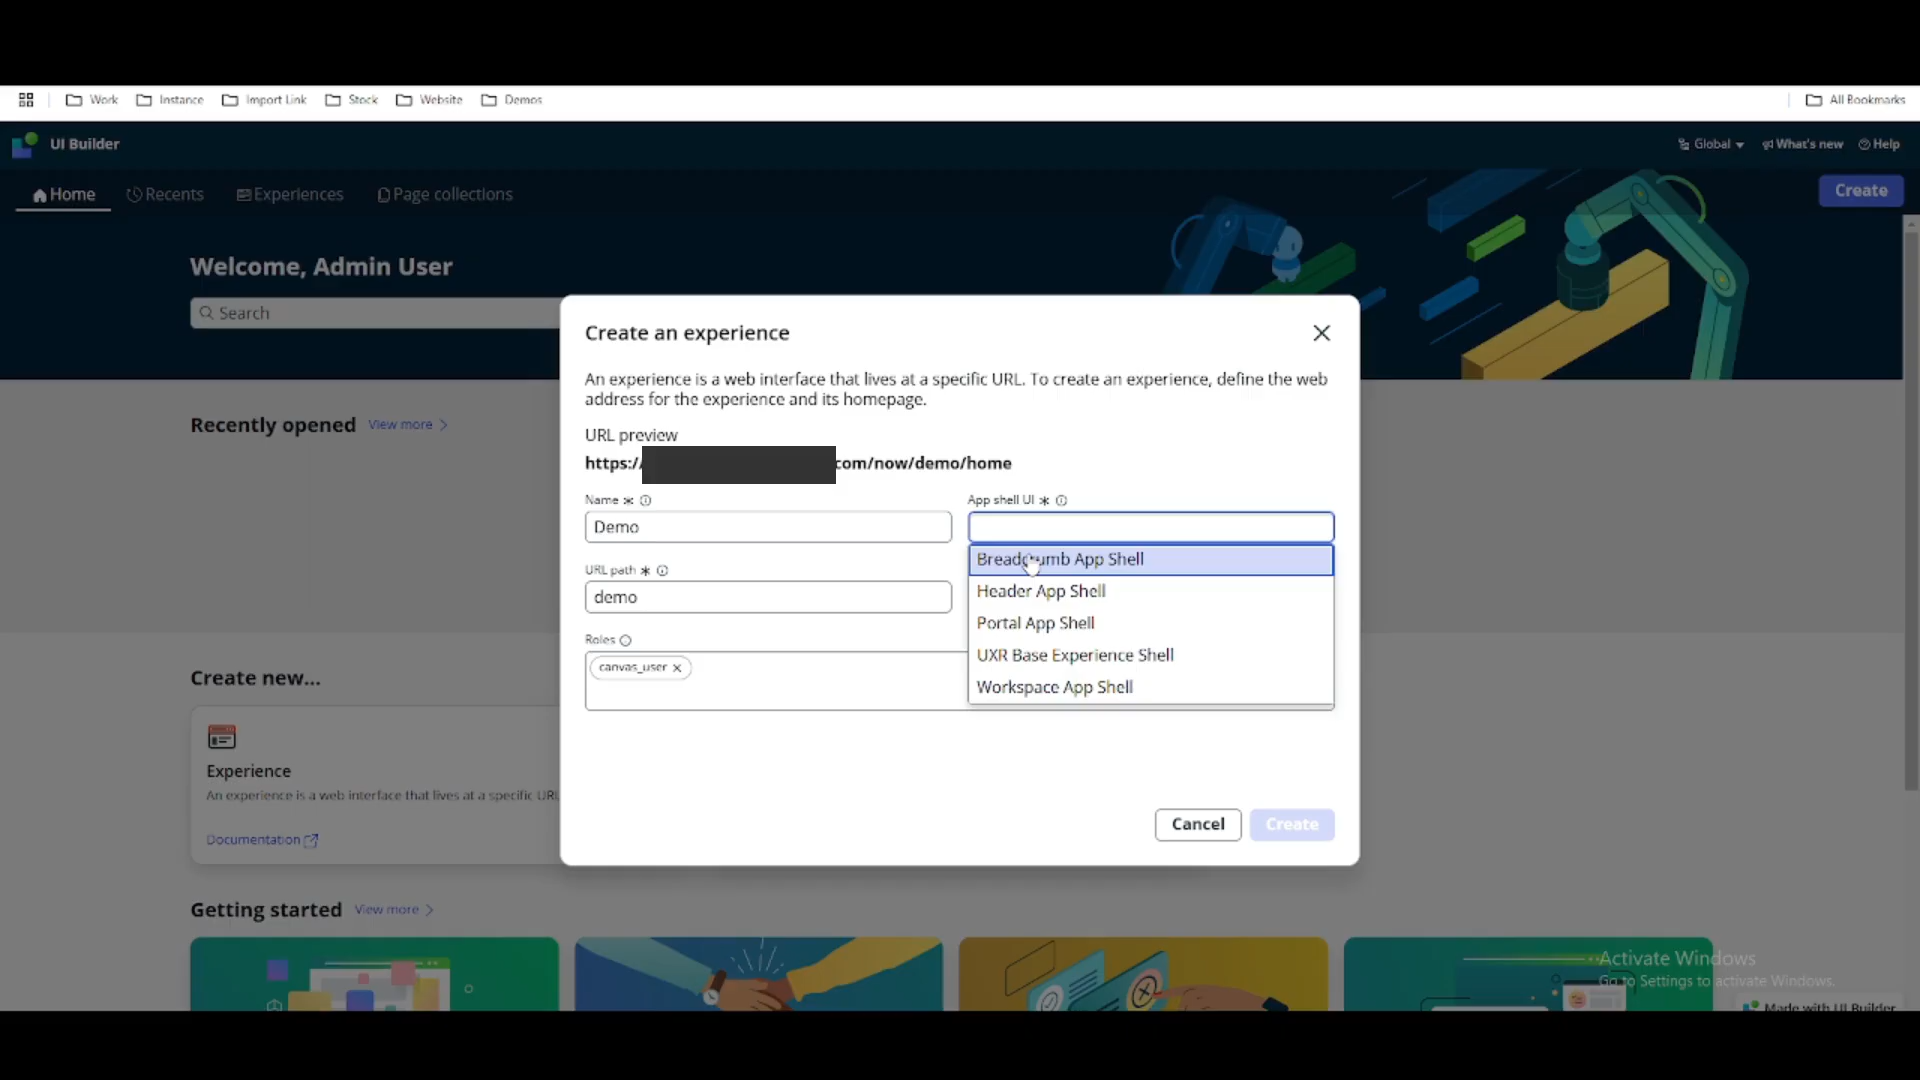 Work Instance Import Link Stock Website Demos All Bookmarks
UI Builder Global What's new Help
Home Recents Experiences Page collections Create
Welcome, Admin User
Search
Create an experience
An experience is a web interface that lives at a specific URL. To create an experience, define the web
address for the experience and its homepage.
Recently opened View more
URL preview
https:/ com/now/demo/home
Name * App shell UI *
Demo
Breadcrumb App Shell
URL path *
Header App Shell
demo
Portal App Shell
Roles
UXR Base Experience Shell
canvas_user
Workspace App Shell
Create new...
Experience
An experience is a web interface that lives at a specific URL
Cancel Create
Documentation
Getting started View more
Activate Windows
Go to Settings to activate Windows.
Made with UI Builder